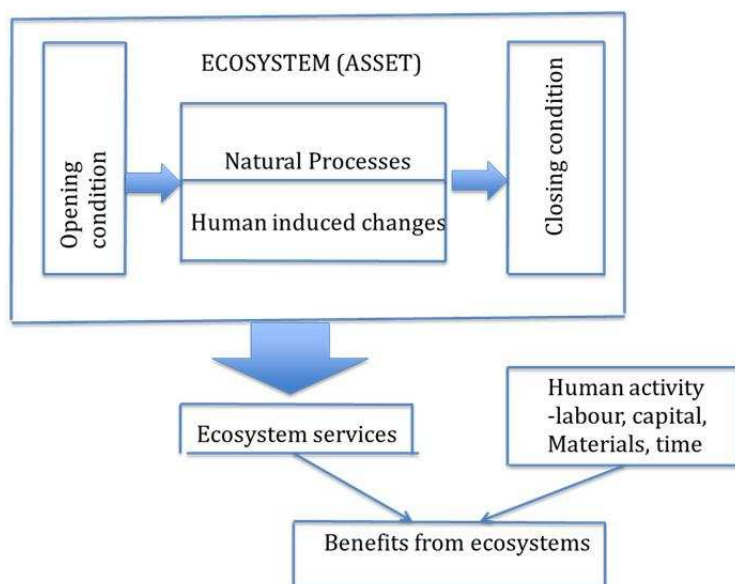 ECOSYSTEM (ASSET)
Opening
condition
Natural Processes
Human induced changes
Closing condition
Ecosystem services
Human activity
-labour, capital,
Materials, time
Benefits from ecosystems